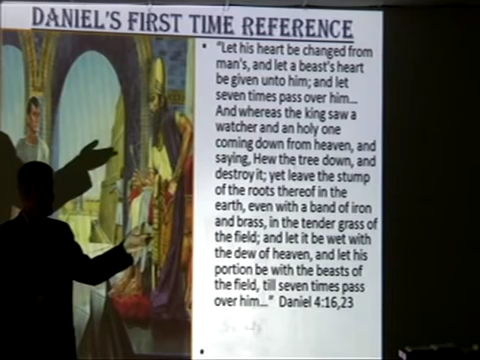 DANIEL'S FIRST TIME REFERENCE
• "Let his heart be changed from
man's, and let a beast's heart
be given unto him; and let
seven times pass over him...
And whereas the king saw a
watcher and an holy one
coming down from heaven, and
saying, Hew the tree down, and
destroy it; yet leave the stump
of the roots thereof in the
earth, even with a band of iron
and brass, in the tender grass of
the field; and let it be wet with
the dew of heaven, and let his
portion be with the beasts of
the field, till seven times pass
over him..." Daniel 4:16,23